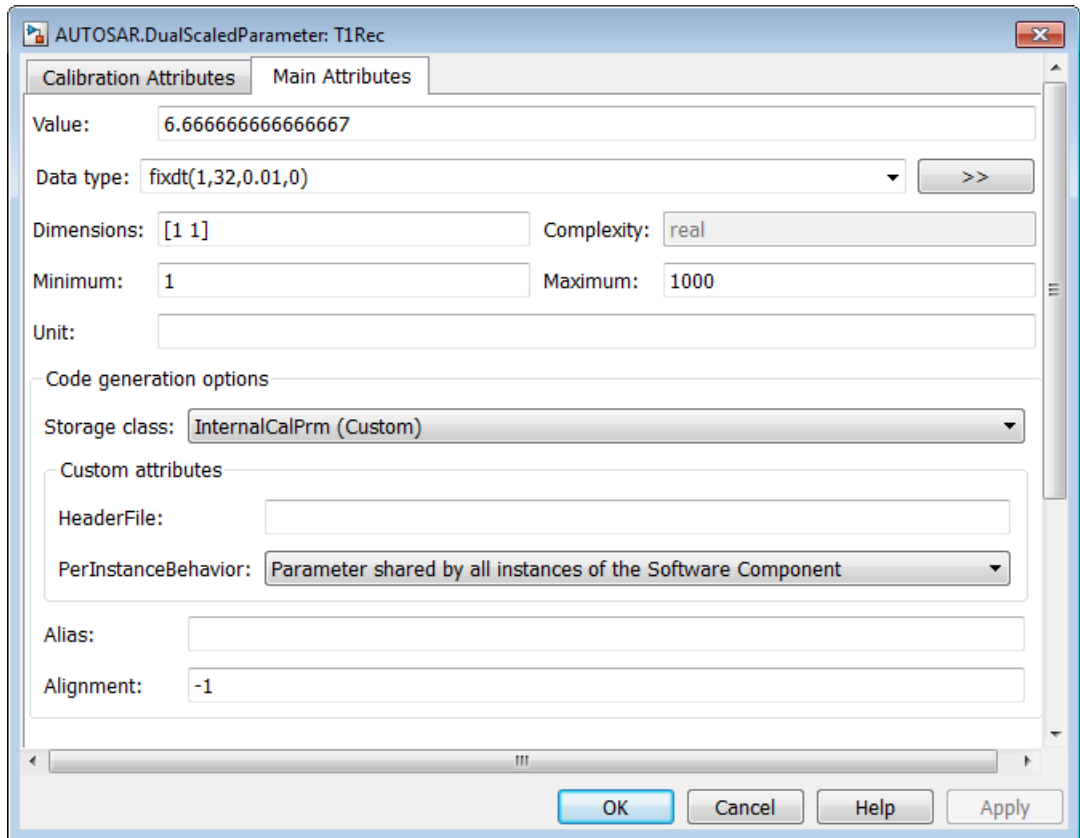 AUTOSAR.DualScaledParameter: T1Rec
Calibration Attributes Main Attributes
Value: 6.666666666666667
Data type: fixdt(1,32,0.01,0) >>
Dimensions: [1 1] Complexity: real
Minimum: 1 Maximum: 1000
Unit:
Code generation options
Storage class: InternalCalPrm (Custom)
Custom attributes
HeaderFile:
PerInstanceBehavior: Parameter shared by all instances of the Software Component
Alias:
Alignment: -1
OK Cancel Help Apply